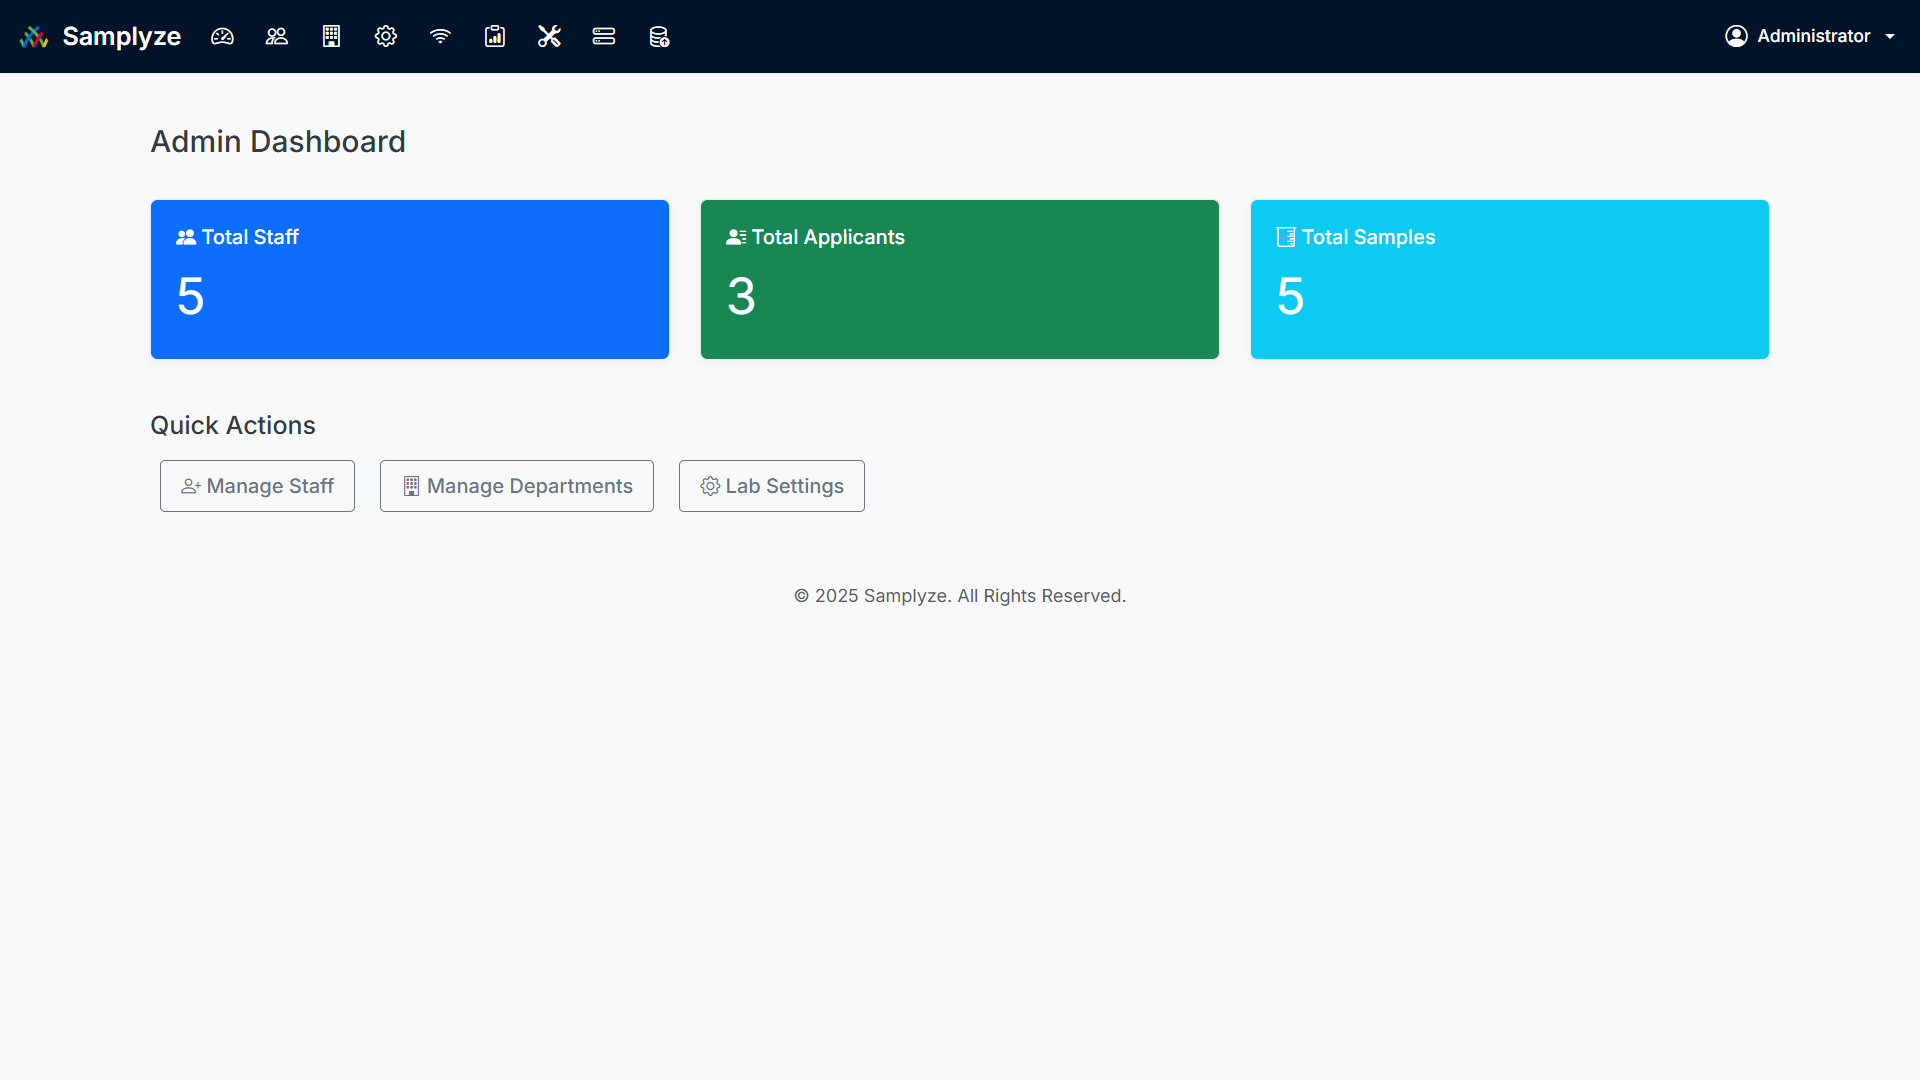 Samplyze
Administrator
Admin Dashboard
Total Staff
5
Total Applicants
3
Total Samples
5
Quick Actions
Manage Staff
Manage Departments
Lab Settings
© 2025 Samplyze. All Rights Reserved.